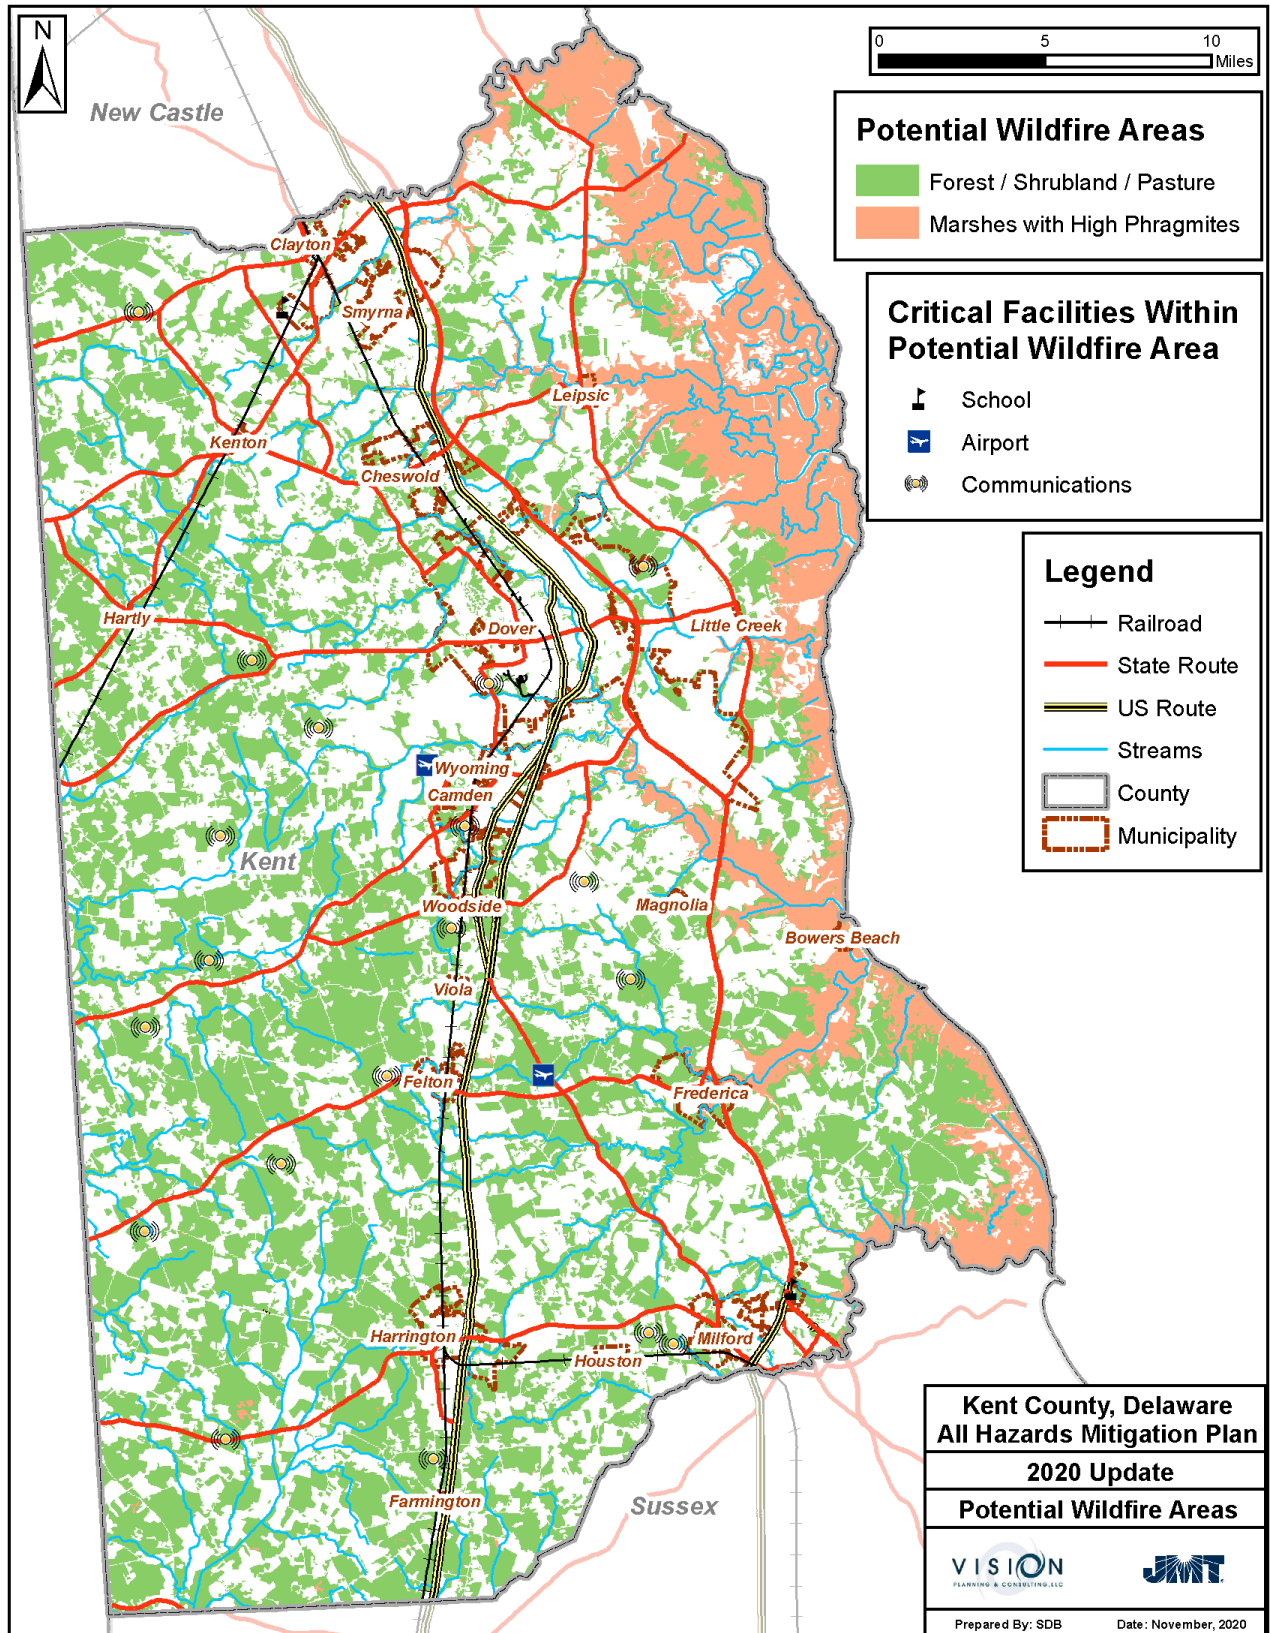 N
0 5 10
Miles
New Castle
Potential Wildfire Areas
Forest / Shrubland / Pasture
Marshes with High Phragmites
Clayton
Smyrna
Critical Facilities Within
Potential Wildfire Area
School
Airport
Communications
Leipsic
Kenton
Cheswold
Legend
Railroad
State Route
US Route
Streams
County
Municipality
Hartly
Dover
Little Creek
Wyoming
Camden
Kent
Woodside
Magnolia
Bowers Beach
Viola
Felton
Frederica
Harrington
Milford
Houston
Farmington
Sussex
Kent County, Delaware
All Hazards Mitigation Plan
2020 Update
Potential Wildfire Areas
VISION
PLANNING & CONSULTING, LLC
JMT
Prepared By: SDB Date: November, 2020